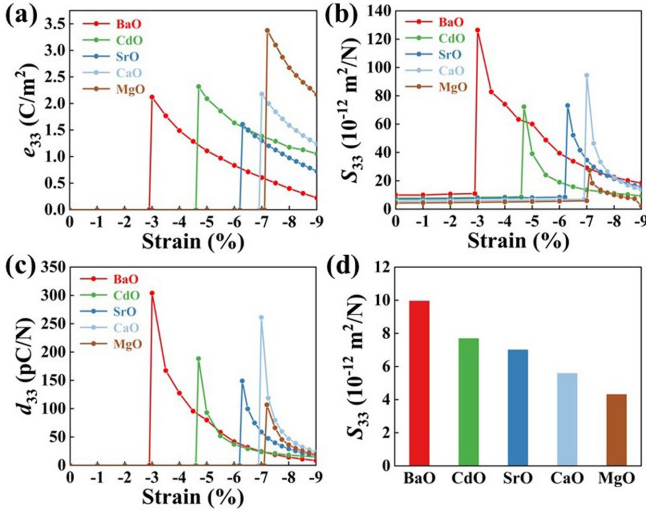 (a)
e33 (C/m2)
3.5
3.0
2.5
2.0
1.5
1.0
0.5
0.0
BaO
CdO
SrO
CaO
MgO
0 -1 -2 -3 -4 -5 -6 -7 -8 -9
Strain (%)
(b)
S33 (10-12 m2/N)
140
120
100
80
60
40
20
0
BaO
CdO
SrO
CaO
MgO
0 -1 -2 -3 -4 -5 -6 -7 -8 -9
Strain (%)
(c)
d33 (pC/N)
350
300
250
200
150
100
50
0
BaO
CdO
SrO
CaO
MgO
0 -1 -2 -3 -4 -5 -6 -7 -8 -9
Strain (%)
(d)
S33 (10-12 m2/N)
12
10
8
6
4
2
0
BaO CdO SrO CaO MgO